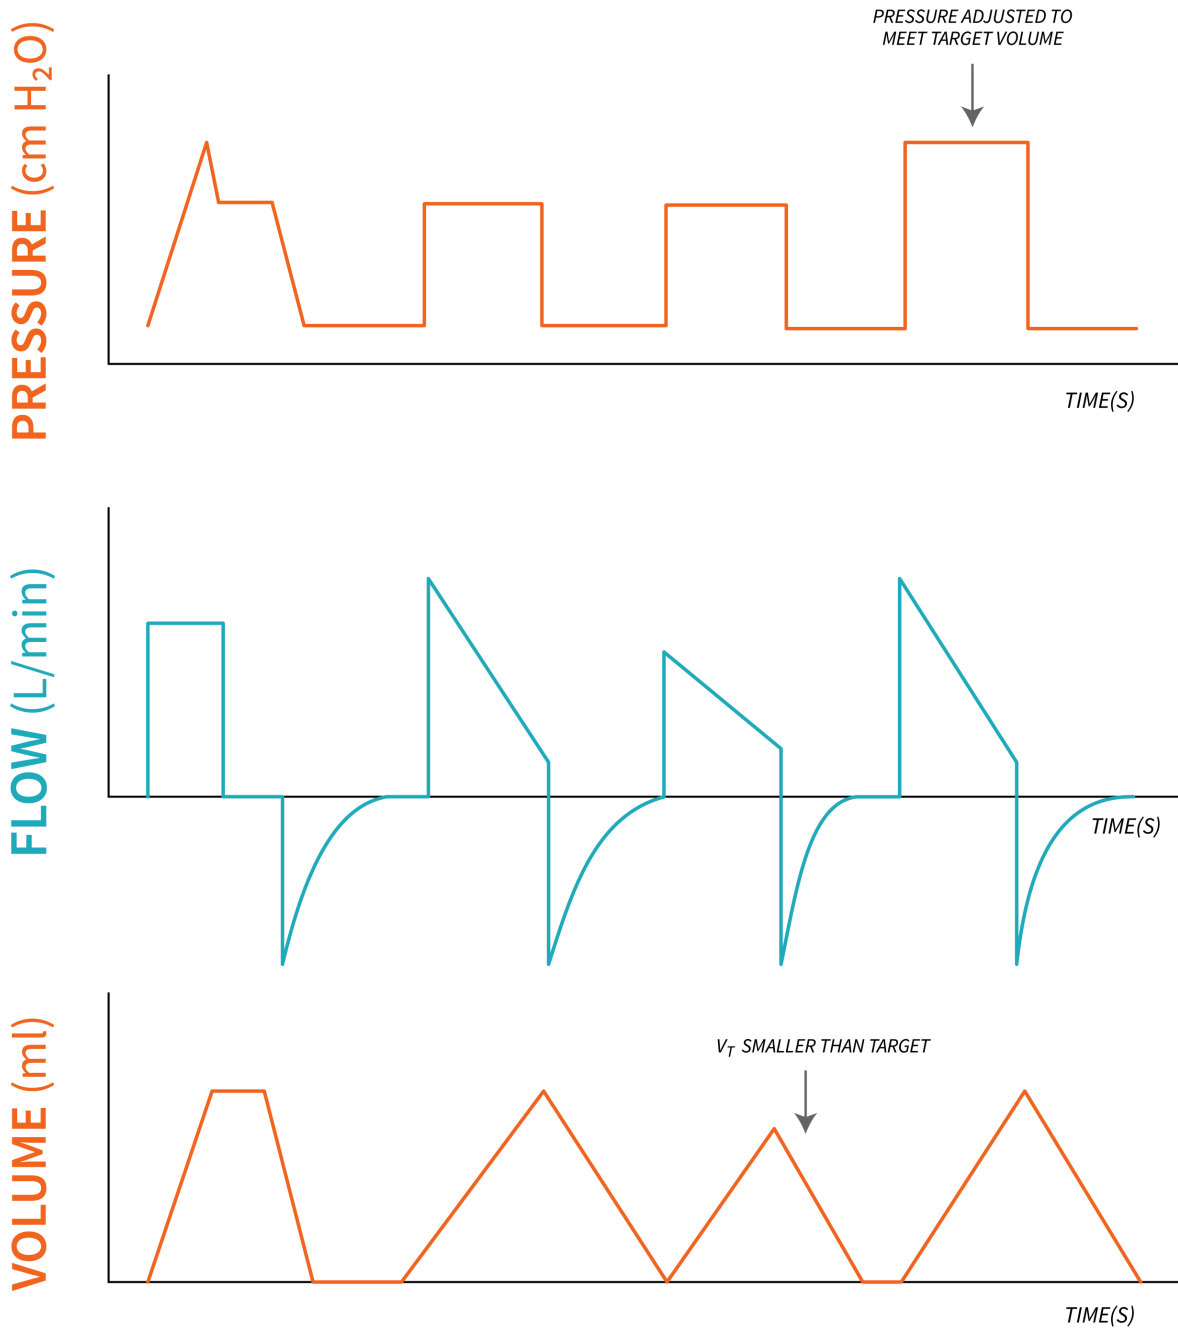 PRESSURE ADJUSTED TO
MEET TARGET VOLUME
PRESSURE (cm H₂O)
TIME(S)
FLOW (L/min)
TIME(S)
V_T SMALLER THAN TARGET
VOLUME (ml)
TIME(S)